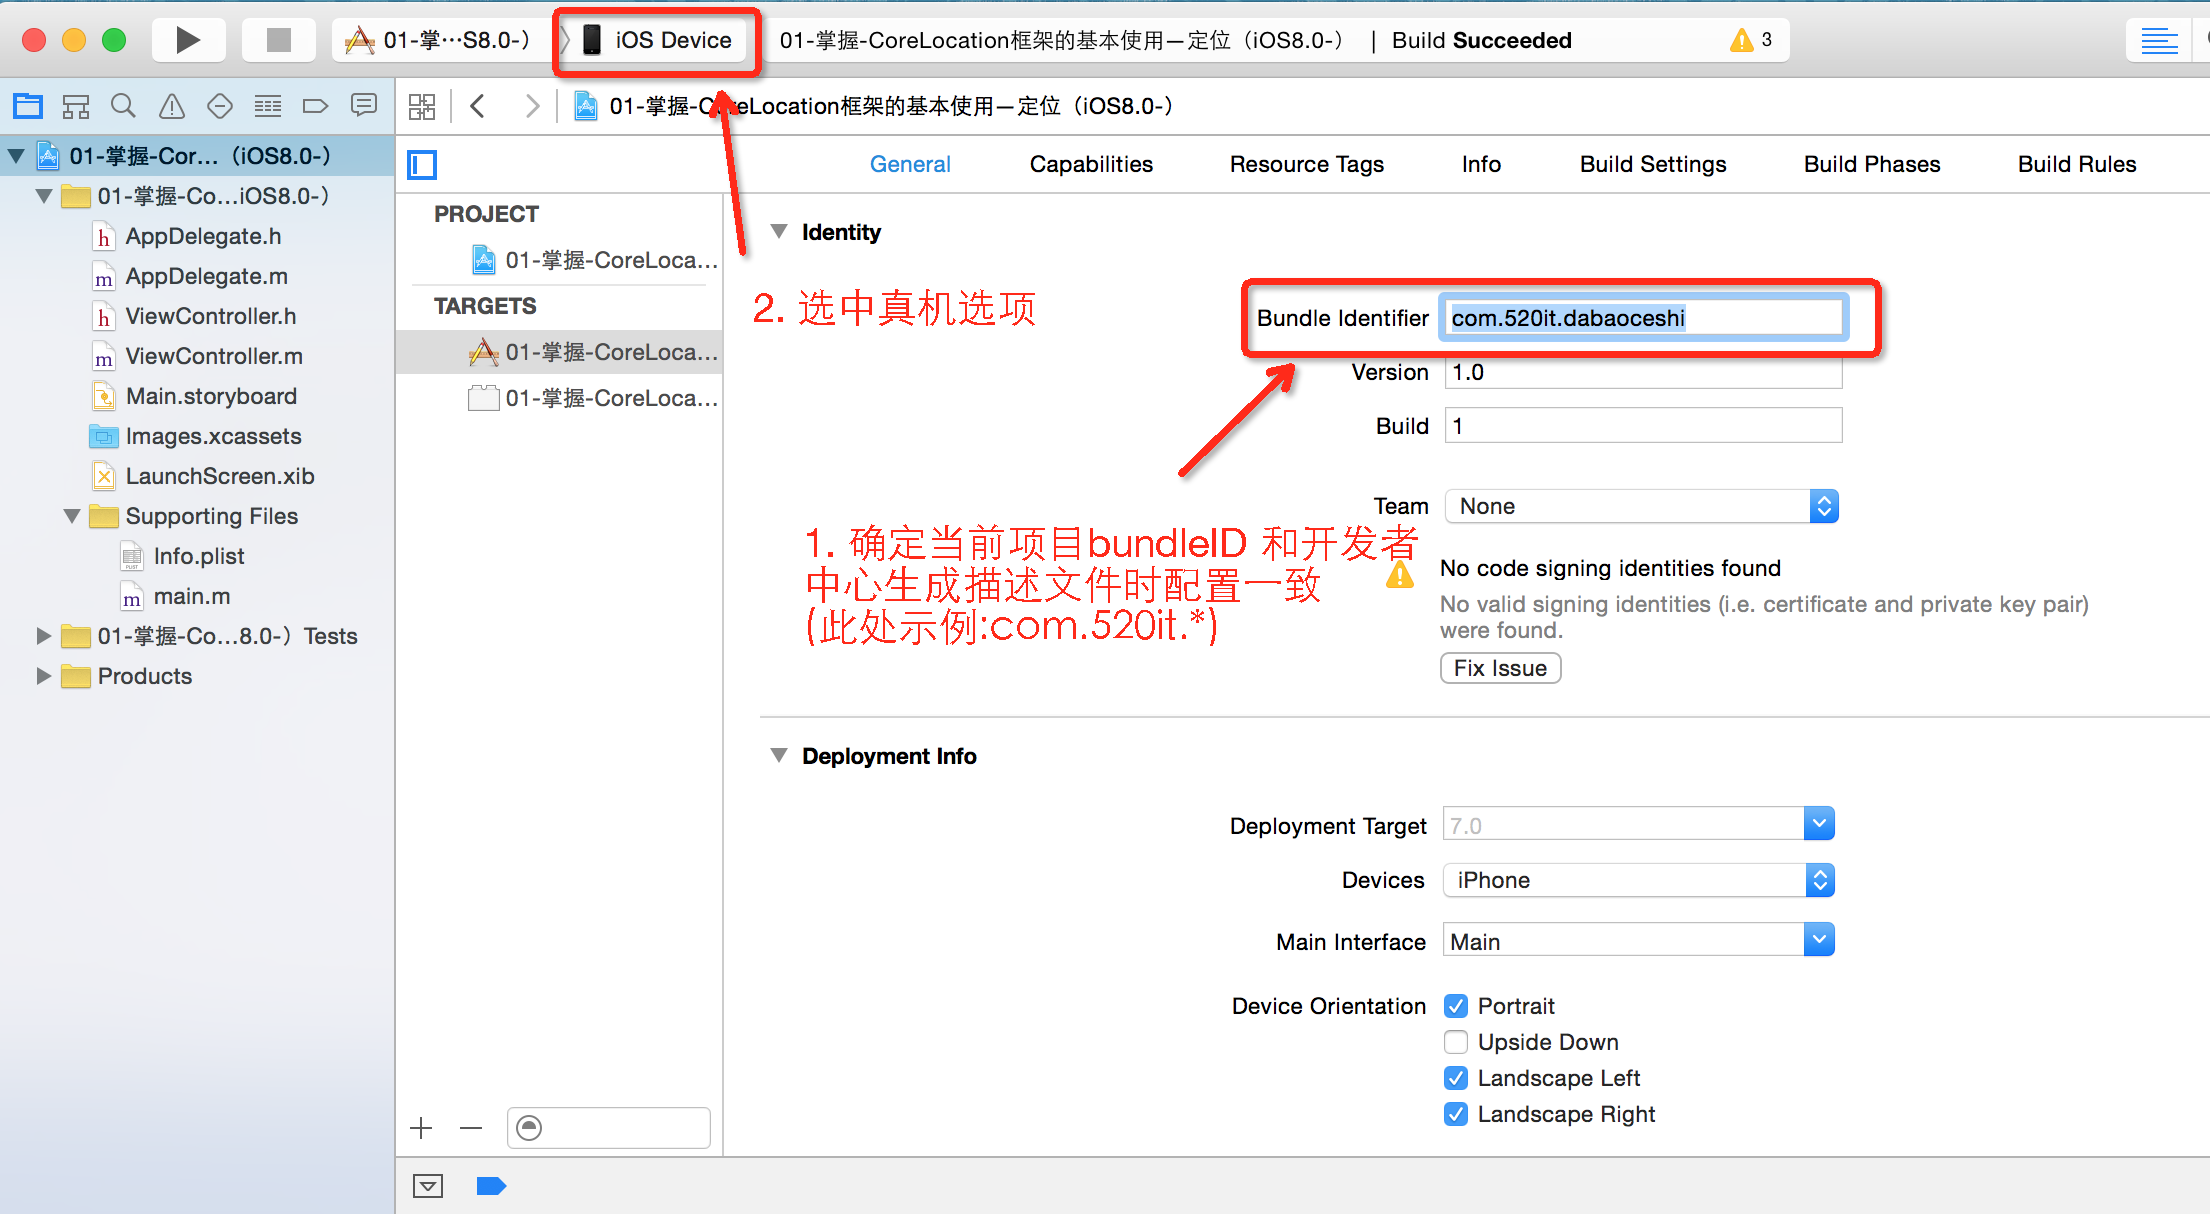 01-掌···S8.0-）
iOS Device
01-掌握-CoreLocation框架的基本使用—定位（iOS8.0-） | Build Succeeded
3
01-掌握-CoreLocation框架的基本使用—定位（iOS8.0-）
01-掌握-Cor...（iOS8.0-）
01-掌握-Co...iOS8.0-）
AppDelegate.h
AppDelegate.m
ViewController.h
ViewController.m
Main.storyboard
Images.xcassets
LaunchScreen.xib
Supporting Files
Info.plist
main.m
01-掌握-Co...8.0-）Tests
Products
General
Capabilities
Resource Tags
Info
Build Settings
Build Phases
Build Rules
PROJECT
01-掌握-CoreLoca...
TARGETS
01-掌握-CoreLoca...
01-掌握-CoreLoca...
Identity
2. 选中真机选项
Bundle Identifier com.520it.dabaoceshi
Version 1.0
Build 1
Team None
1. 确定当前项目bundleID 和开发者
中心生成描述文件时配置一致
(此处示例:com.520it.*)
No code signing identities found
No valid signing identities (i.e. certificate and private key pair)
were found.
Fix Issue
Deployment Info
Deployment Target 7.0
Devices iPhone
Main Interface Main
Device Orientation Portrait
Upside Down
Landscape Left
Landscape Right